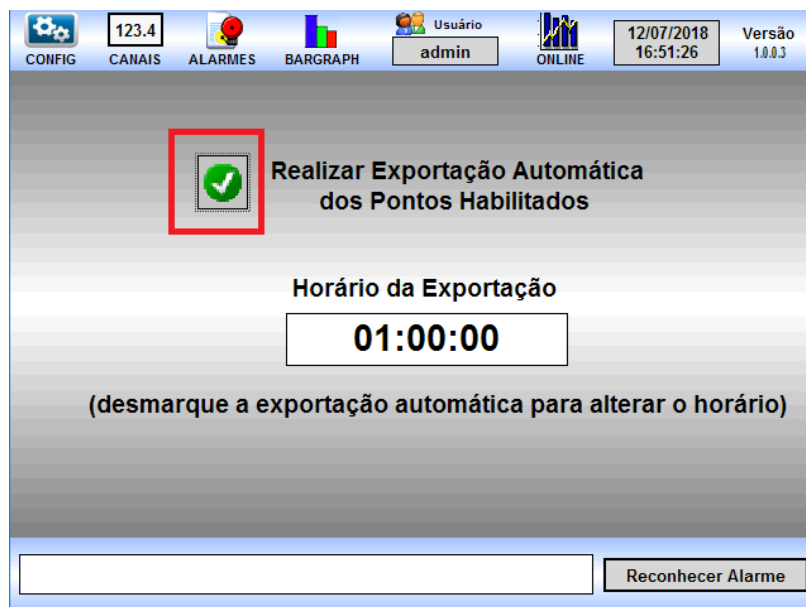 CONFIG
123.4
CANAIS
ALARMES
BARGRAPH
Usuário
admin
ONLINE
12/07/2018
16:51:26
Versão
1.0.0.3
Realizar Exportação Automática
dos Pontos Habilitados
Horário da Exportação
01:00:00
(desmarque a exportação automática para alterar o horário)
Reconhecer Alarme